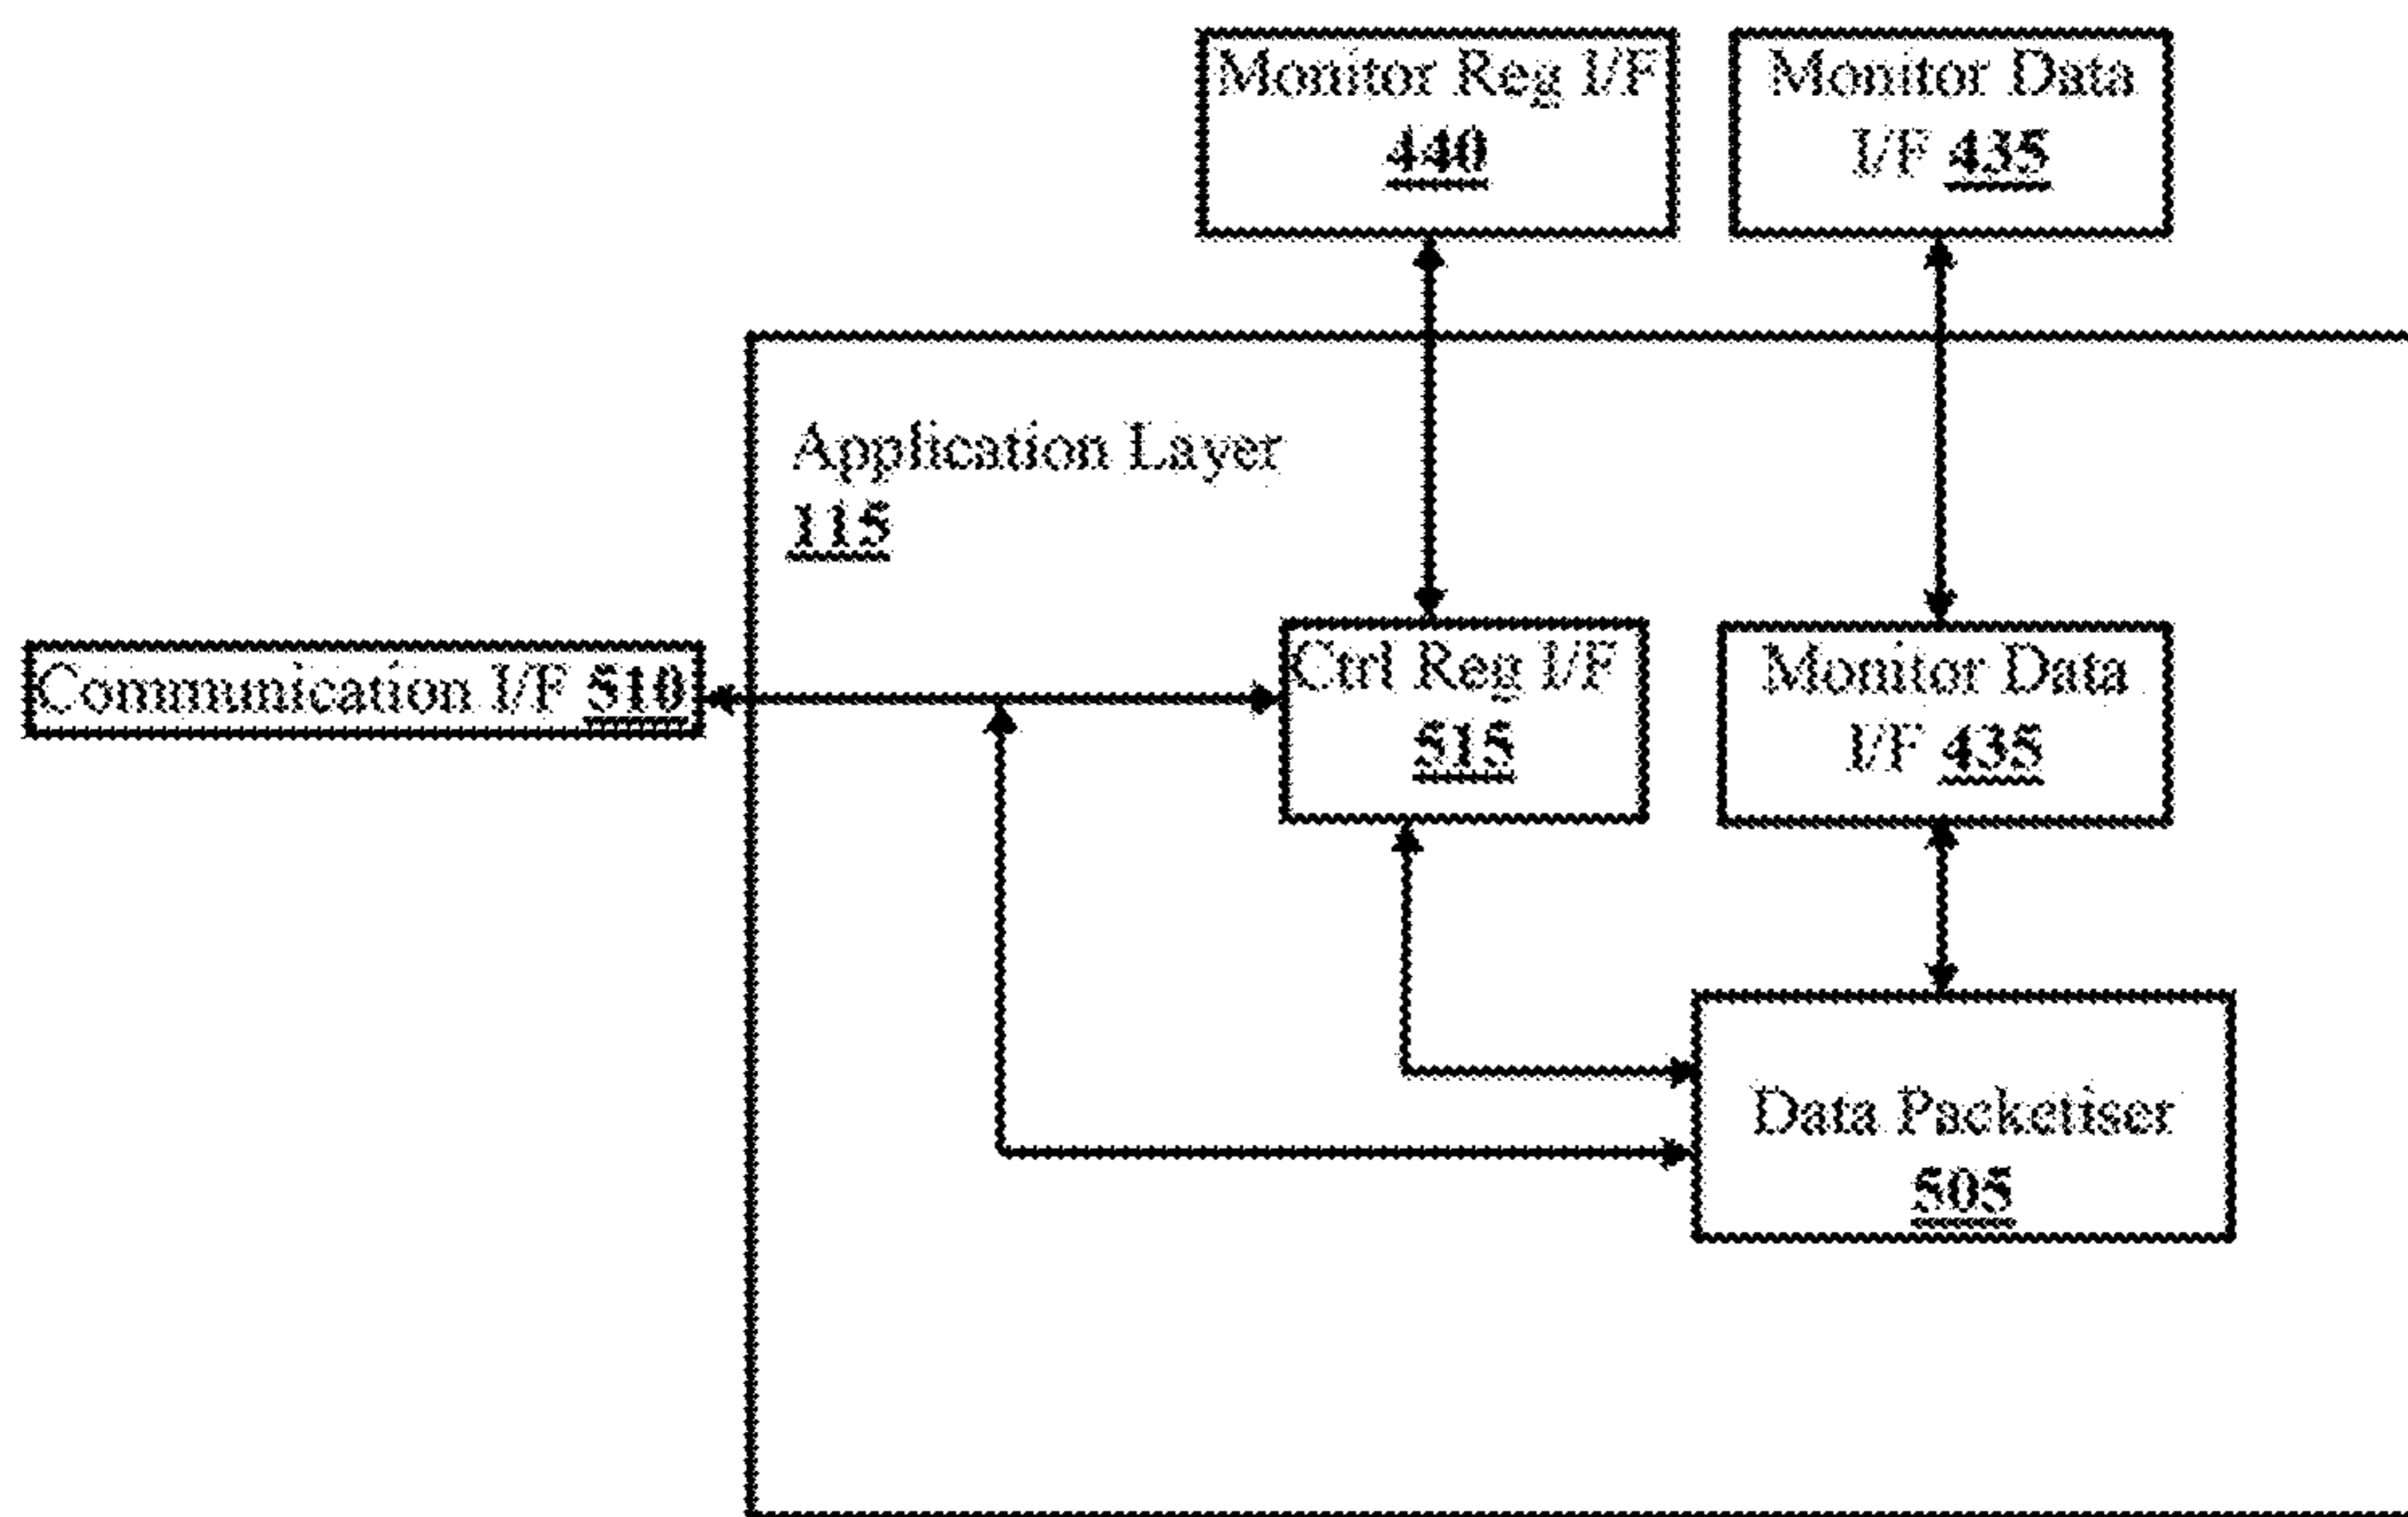 Monitor Reg I/F
440
Monitor Data
I/F 435
Application Layer
115
Communication I/F 510
Ctrl Reg I/F
515
Monitor Data
I/F 435
Data Packetiser
505